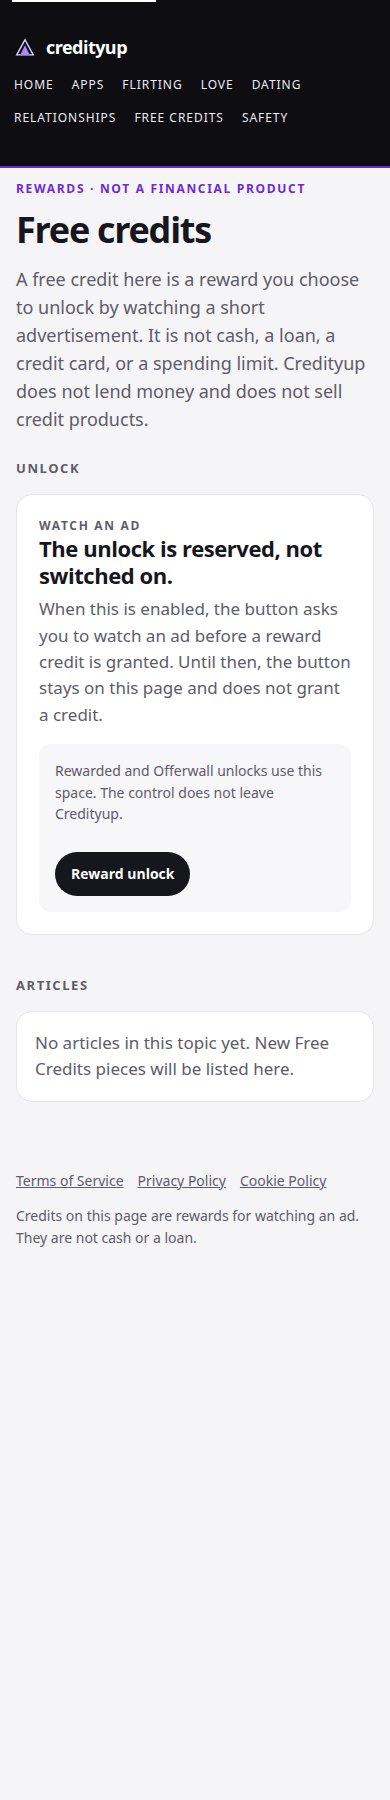 credityup
HOME APPS FLIRTING LOVE DATING
RELATIONSHIPS FREE CREDITS SAFETY
REWARDS · NOT A FINANCIAL PRODUCT
Free credits
A free credit here is a reward you choose
to unlock by watching a short
advertisement. It is not cash, a loan, a
credit card, or a spending limit. Credityup
does not lend money and does not sell
credit products.
UNLOCK
WATCH AN AD
The unlock is reserved, not
switched on.
When this is enabled, the button asks
you to watch an ad before a reward
credit is granted. Until then, the button
stays on this page and does not grant
a credit.
Rewarded and Offerwall unlocks use this
space. The control does not leave
Credityup.
Reward unlock
ARTICLES
No articles in this topic yet. New Free
Credits pieces will be listed here.
Terms of Service Privacy Policy Cookie Policy
Credits on this page are rewards for watching an ad.
They are not cash or a loan.